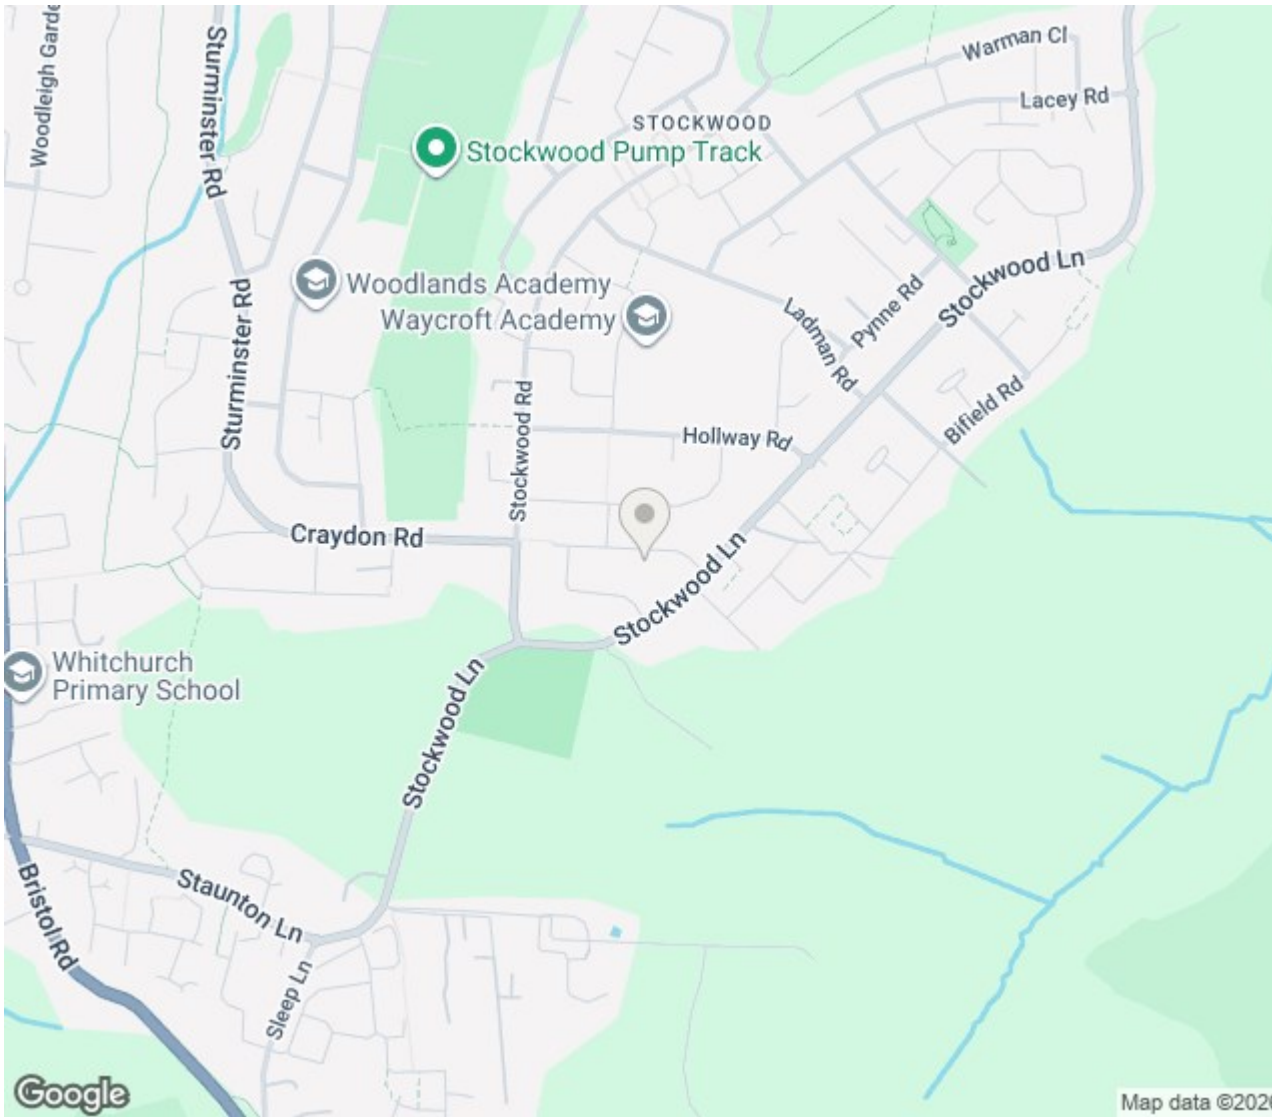 Woodleigh Garde
Sturminster Rd
Warman Cl
Lacey Rd
STOCKWOOD
Stockwood Pump Track
Woodlands Academy
Waycroft Academy
Stockwood Ln
Pynne Rd
Ladman Rd
Sturminster Rd
Stockwood Rd
Bifield Rd
Hollway Rd
Craydon Rd
Stockwood Ln
Whitchurch
Primary School
Stockwood Ln
Staunton Ln
Bristol Rd
Sleep Ln
Google
Map data ©2026